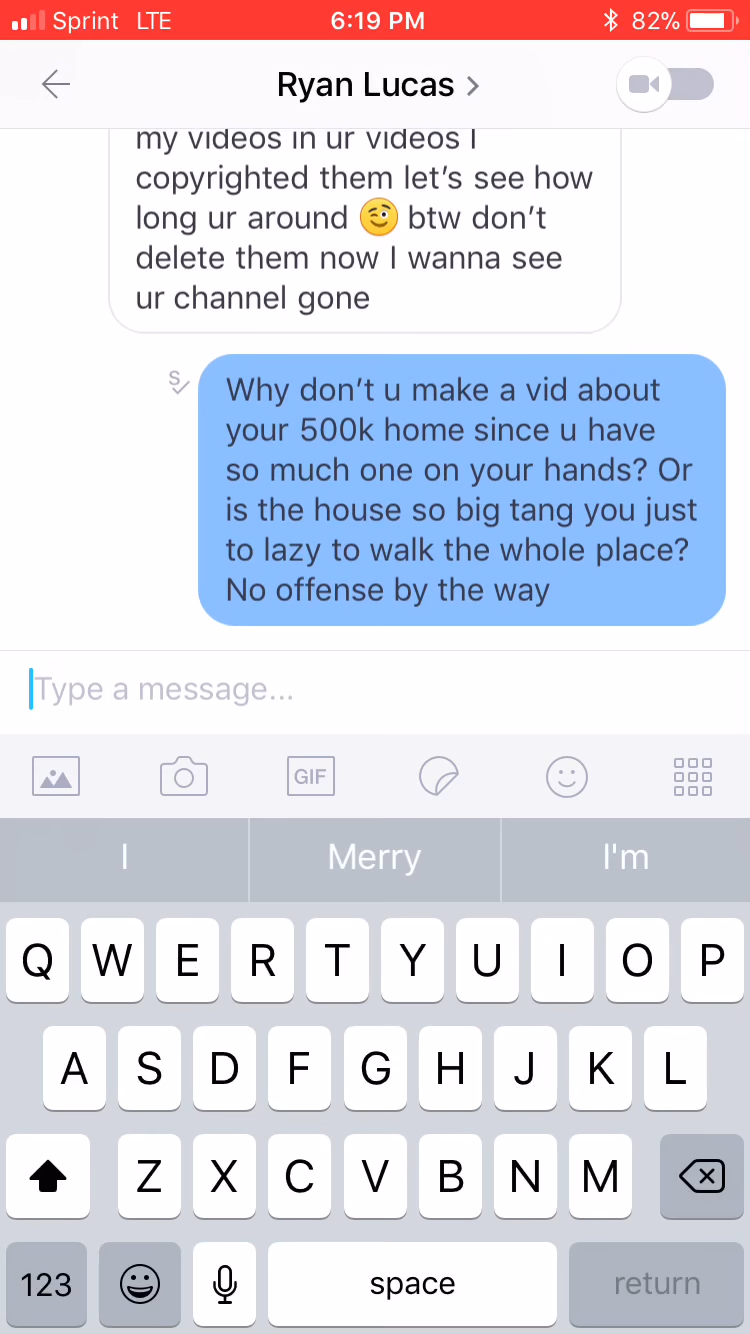 Sprint LTE 6:19 PM 82%
Ryan Lucas
my videos in ur videos I
copyrighted them let's see how
long ur around 😉 btw don't
delete them now I wanna see
ur channel gone
S
Why don't u make a vid about
your 500k home since u have
so much one on your hands? Or
is the house so big tang you just
to lazy to walk the whole place?
No offense by the way
Type a message...
GIF
I Merry I'm
Q W E R T Y U I O P
A S D F G H J K L
Z X C V B N M
123 space return